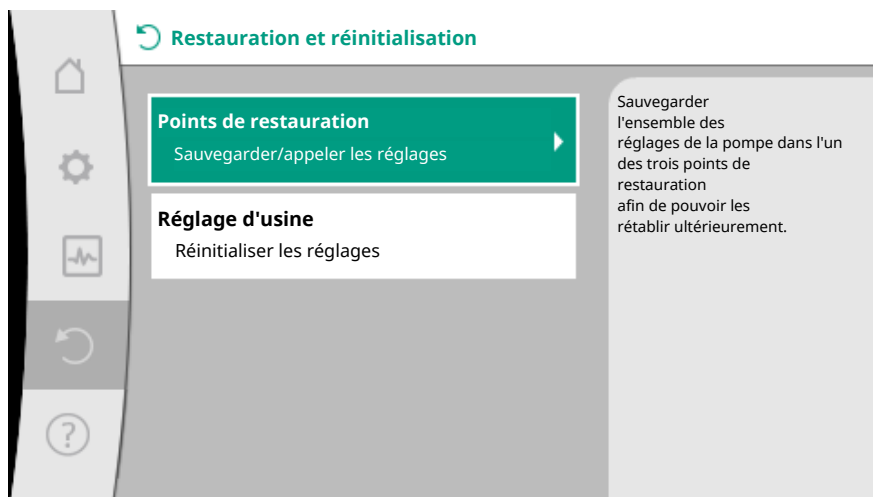 Restauration et réinitialisation
Points de restauration
Sauvegarder/appeler les réglages
Réglage d'usine
Réinitialiser les réglages
Sauvegarder
l'ensemble des
réglages de la pompe dans l'un
des trois points de
restauration
afin de pouvoir les
rétablir ultérieurement.
?